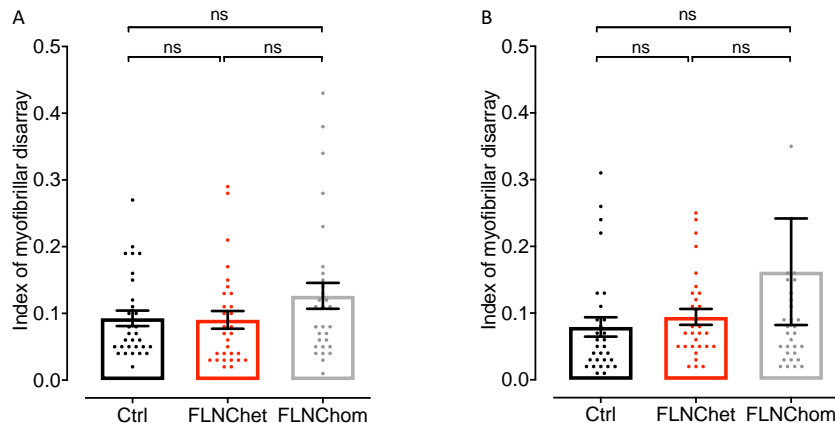 A
ns
ns
ns
Index of myofibrillar disarray
0.5
0.4
0.3
0.2
0.1
0.0
Ctrl
FLNChet
FLNChom
B
ns
ns
ns
Index of myofibrillar disarray
0.5
0.4
0.3
0.2
0.1
0.0
Ctrl
FLNChet
FLNChom